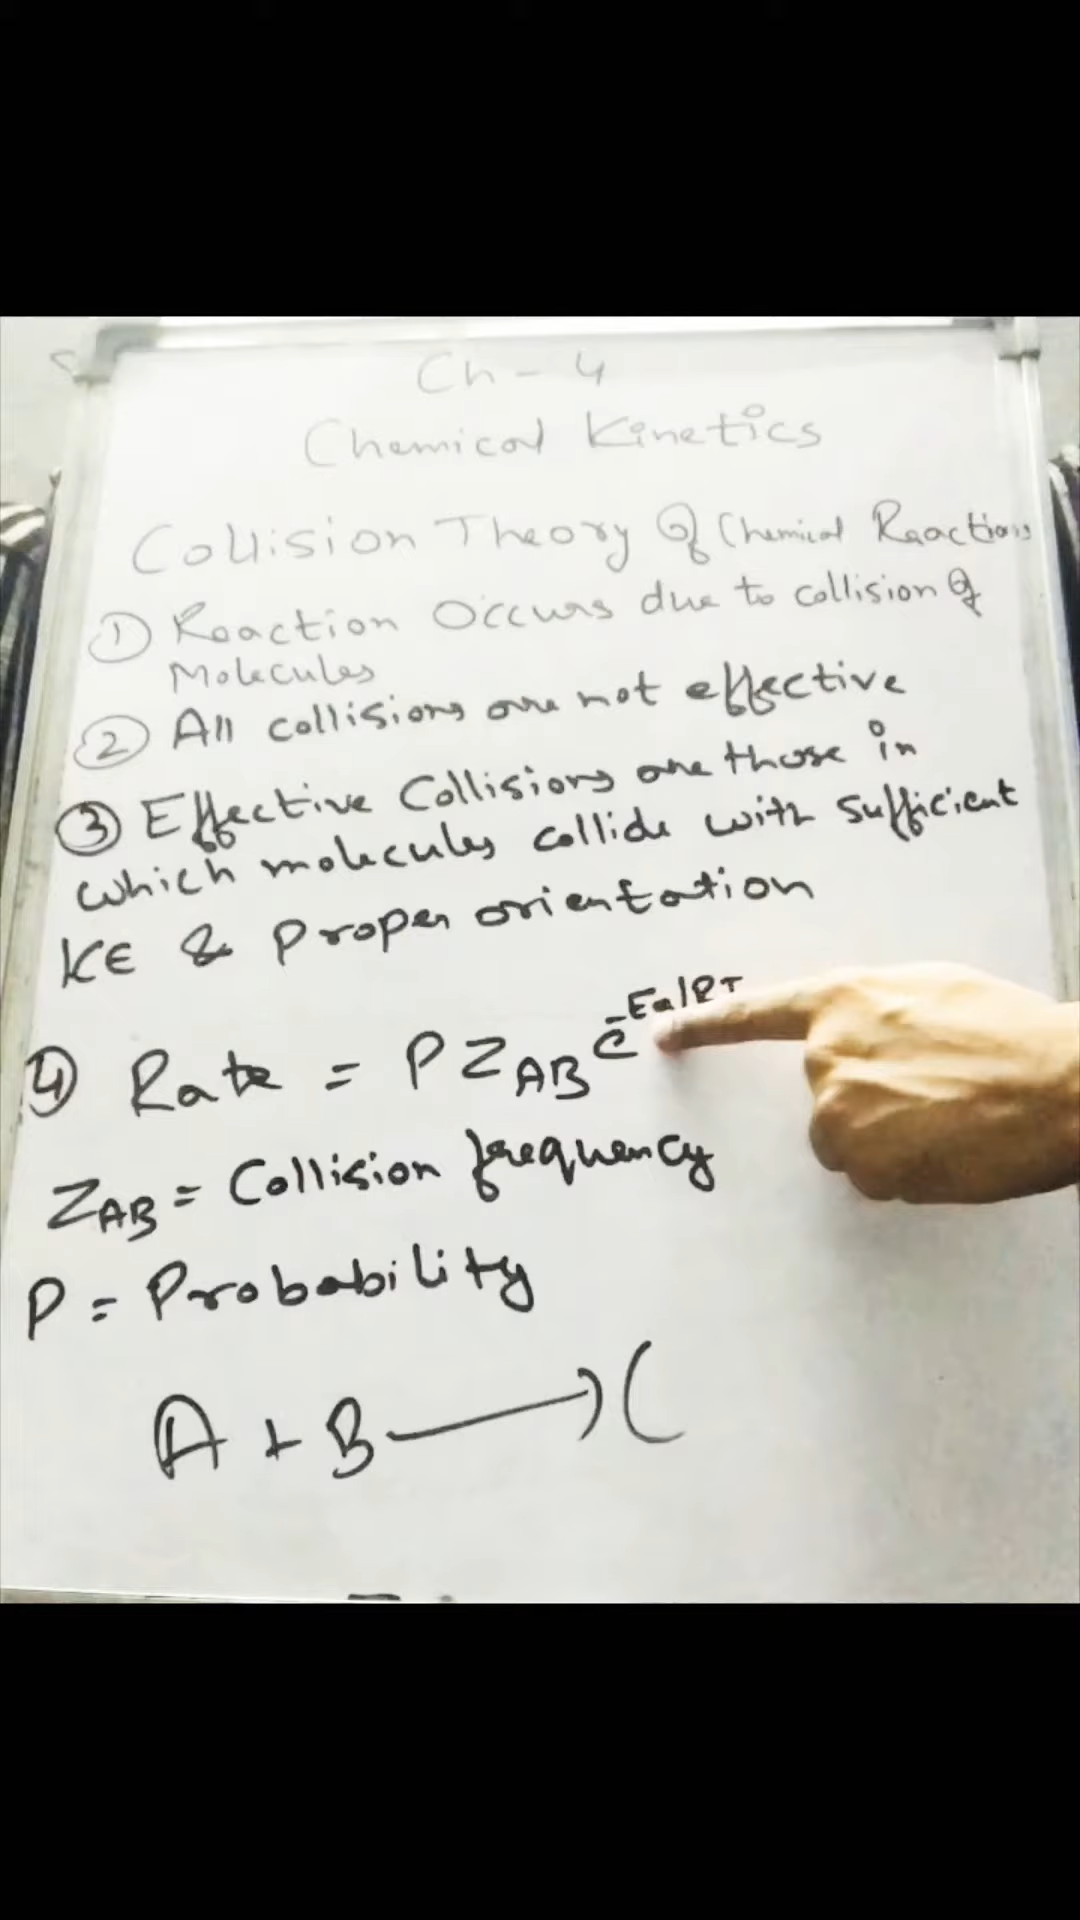 Ch - 4
Chemical Kinetics
Collision Theory Of Chemical Reactions
① Reaction Occurs due to collision Of
Molecules
② All collisions are not effective
③ Effective Collisions are those in
which molecules collide with sufficient
KE & Proper orientation
④ Rate = P Z_AB e^-Ea/RT
Z_AB = Collision frequency
P = Probability
A + B → C